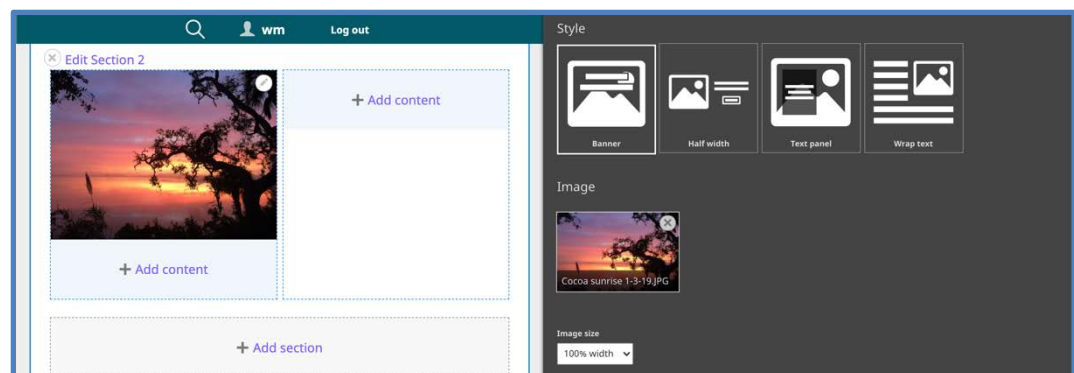 wm
Log out
Edit Section 2
+ Add content
+ Add content
+ Add section
Style
Banner
Half width
Text panel
Wrap text
Image
Cocoa sunrise 1-3-19.JPG
Image size
100% width